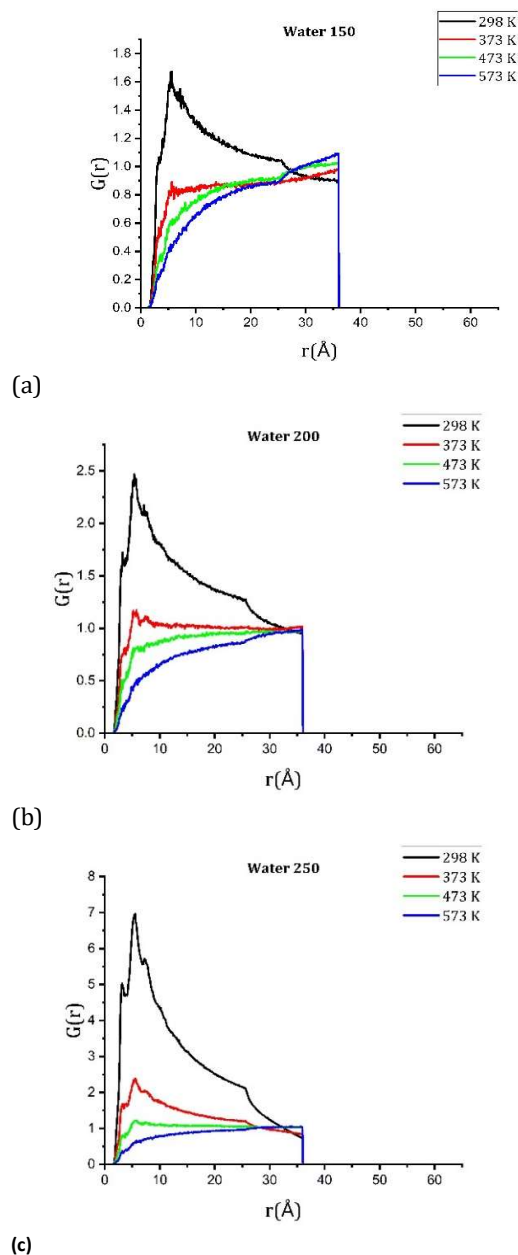 Water 150
298 K
373 K
473 K
573 K
G(r)
1.8
1.6
1.4
1.2
1.0
0.8
0.6
0.4
0.2
0.0
0 10 20 30 40 50 60
r(Å)
(a)
Water 200
298 K
373 K
473 K
573 K
G(r)
2.5
2.0
1.5
1.0
0.5
0.0
0 10 20 30 40 50 60
r(Å)
(b)
Water 250
298 K
373 K
473 K
573 K
G(r)
8
7
6
5
4
3
2
1
0
0 10 20 30 40 50 60
r(Å)
(c)